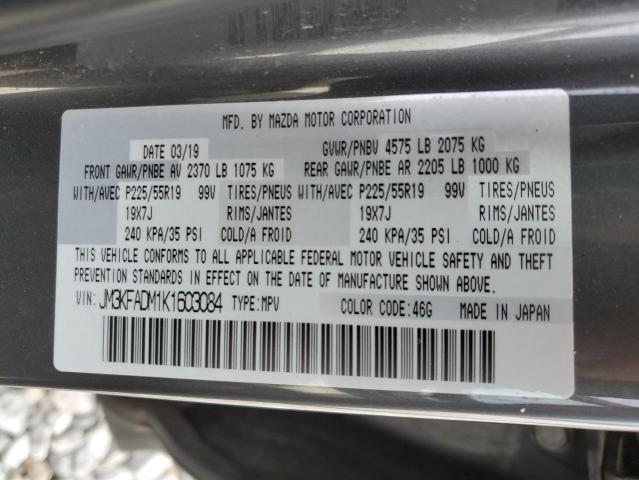 MFD. BY MAZDA MOTOR CORPORATION
DATE 03/19 GVWR/PNBV 4575 LB 2075 KG
FRONT GAWR/PNBE AV 2370 LB 1075 KG REAR GAWR/PNBE AR 2205 LB 1000 KG
WITH/AVEC P225/55R19 99V TIRES/PNEUS WITH/AVEC P225/55R19 99V TIRES/PNEUS
19X7J RIMS/JANTES 19X7J RIMS/JANTES
240 KPA/35 PSI COLD/A FROID 240 KPA/35 PSI COLD/A FROID
THIS VEHICLE CONFORMS TO ALL APPLICABLE FEDERAL MOTOR VEHICLE SAFETY AND THEFT
PREVENTION STANDARDS IN EFFECT ON THE DATE OF MANUFACTURE SHOWN ABOVE.
VIN: JM3KFADM1K1603084 TYPE:MPV COLOR CODE:46G MADE IN JAPAN